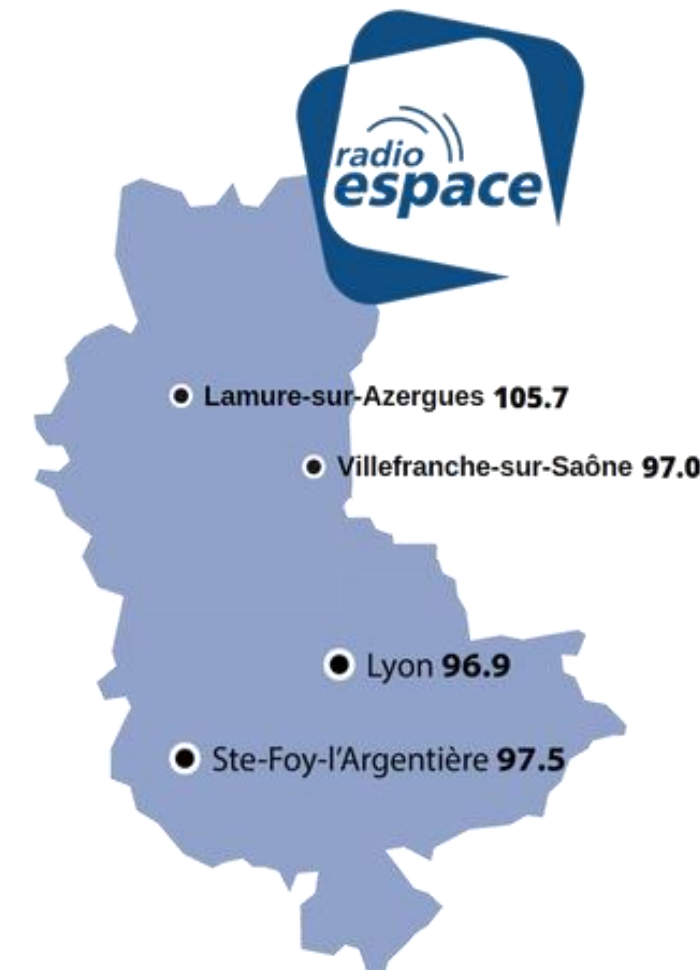 radio
espace
Lamure-sur-Azergues 105.7
Villefranche-sur-Saône 97.0
Lyon 96.9
Ste-Foy-l'Argentière 97.5